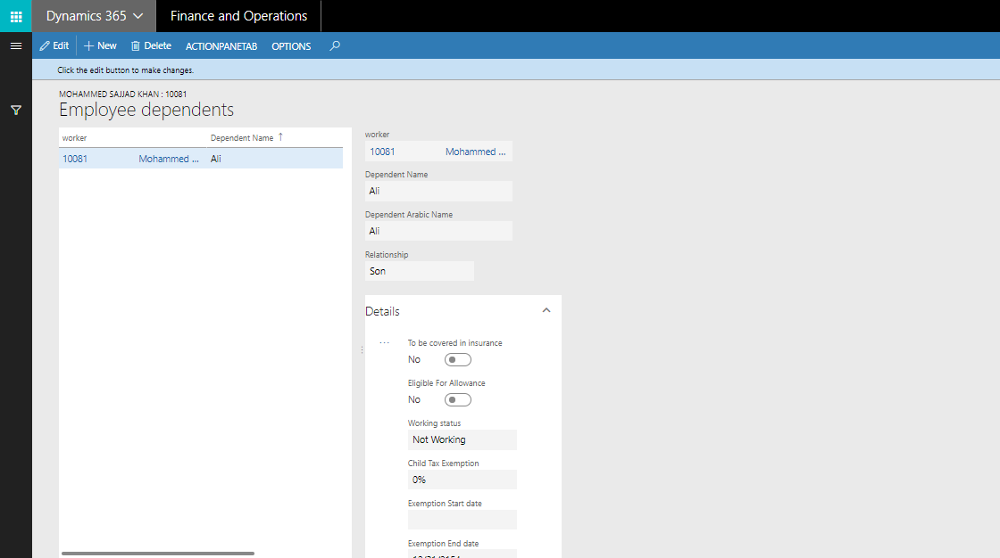 Dynamics 365
Finance and Operations
Edit
New
Delete
ACTIONPANETAB
OPTIONS
Click the edit button to make changes.
MOHAMMED SAJJAD KHAN : 10081
Employee dependents
worker
Dependent Name ↑
10081
Mohammed ...
Ali
worker
10081
Mohammed ...
Dependent Name
Ali
Dependent Arabic Name
Ali
Relationship
Son
Details
To be covered in insurance
No
Eligible For Allowance
No
Working status
Not Working
Child Tax Exemption
0%
Exemption Start date
Exemption End date